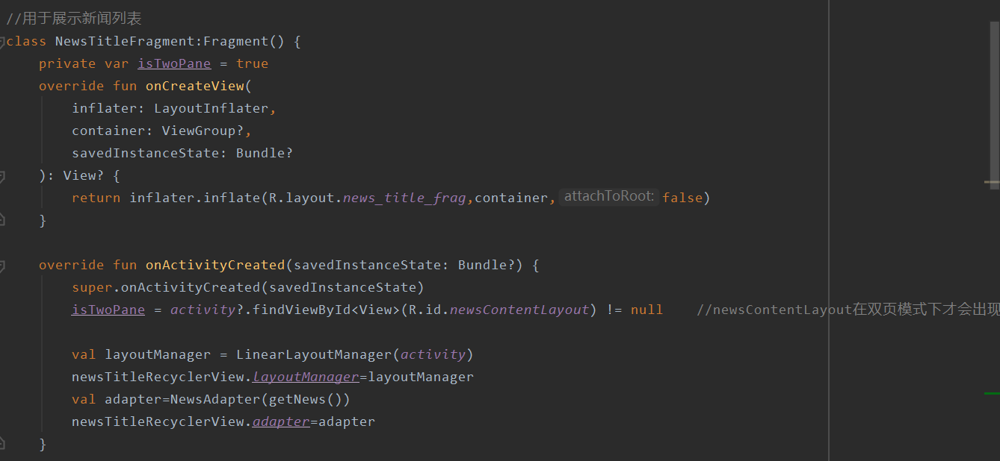 //用于展示新闻列表
class NewsTitleFragment:Fragment() {
    private var isTwoPane = true
    override fun onCreateView(
        inflater: LayoutInflater,
        container: ViewGroup?,
        savedInstanceState: Bundle?
    ): View? {
        return inflater.inflate(R.layout.news_title_frag,container, attachToRoot: false)
    }
    override fun onActivityCreated(savedInstanceState: Bundle?) {
        super.onActivityCreated(savedInstanceState)
        isTwoPane = activity?.findViewById<View>(R.id.newsContentLayout) != null    //newsContentLayout在双页模式下才会出现
        val layoutManager = LinearLayoutManager(activity)
        newsTitleRecyclerView.LayoutManager=layoutManager
        val adapter=NewsAdapter(getNews())
        newsTitleRecyclerView.adapter=adapter
    }